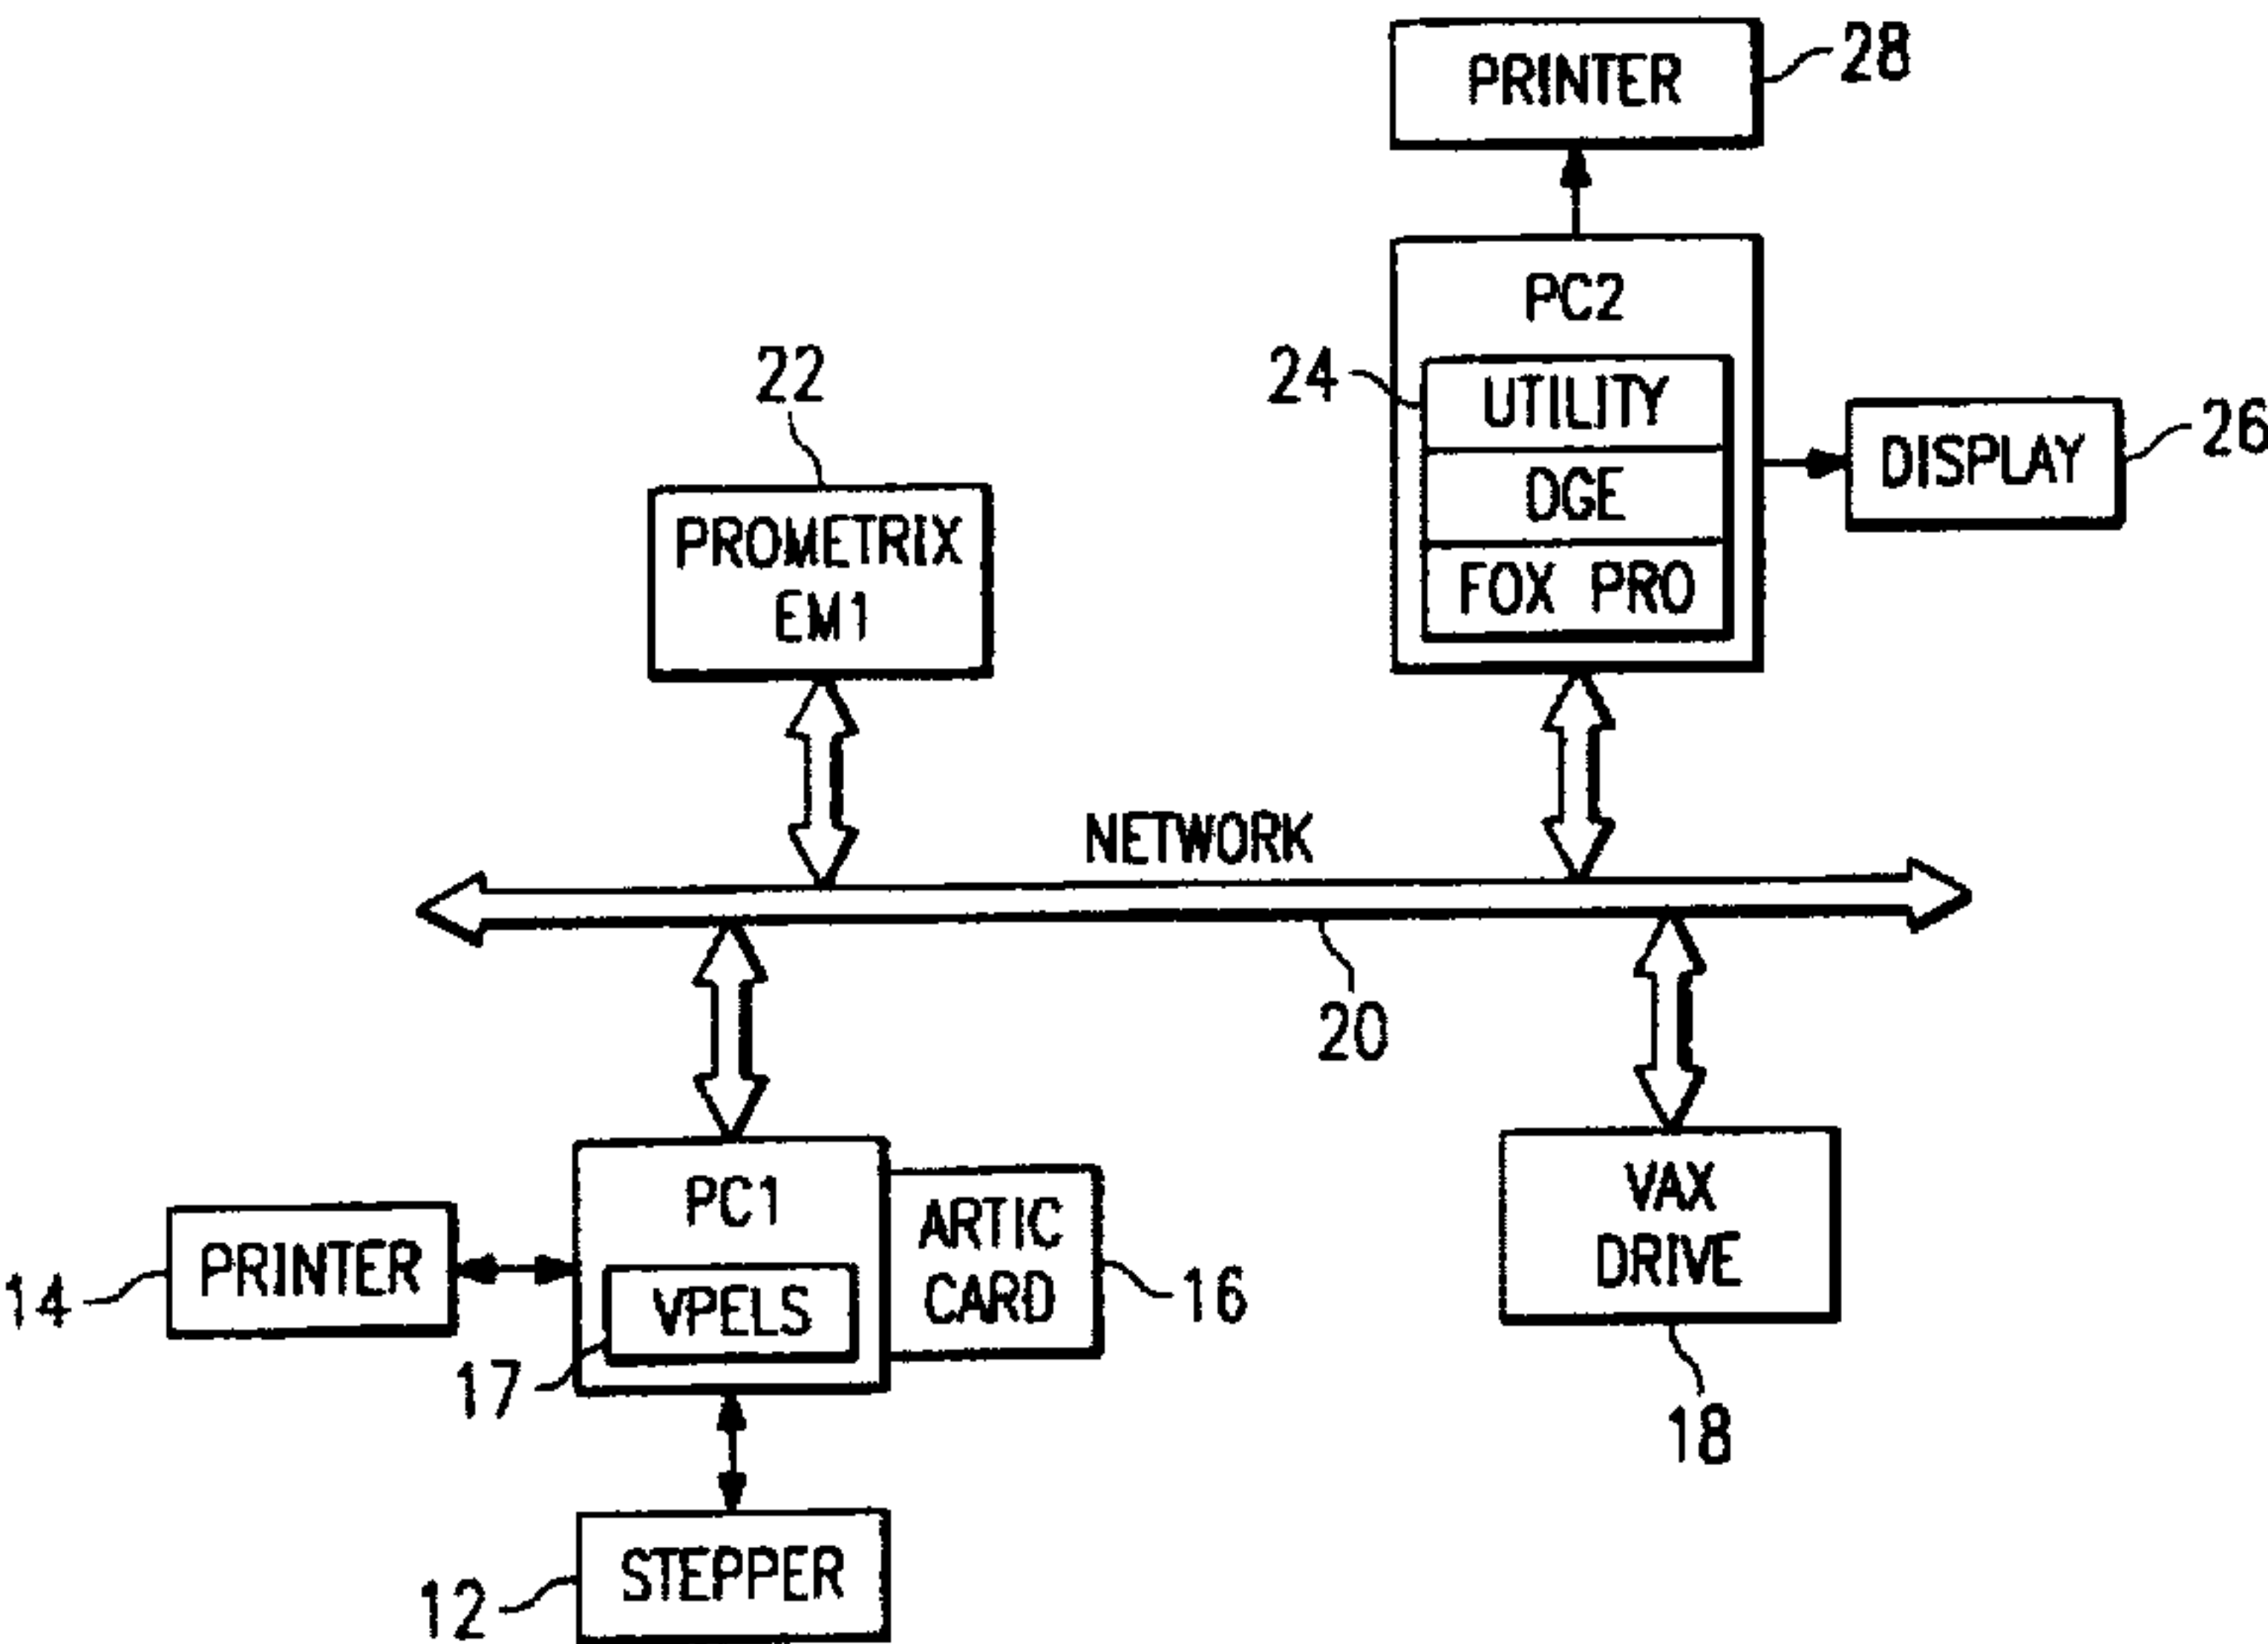 PRINTER
28
PC2
24
UTILITY
DGE
FOX PRO
DISPLAY
26
22
PROMETRIX
EM1
NETWORK
20
PC1
VPELS
17
ARTIC
CARD
16
PRINTER
14
STEPPER
12
VAX
DRIVE
18